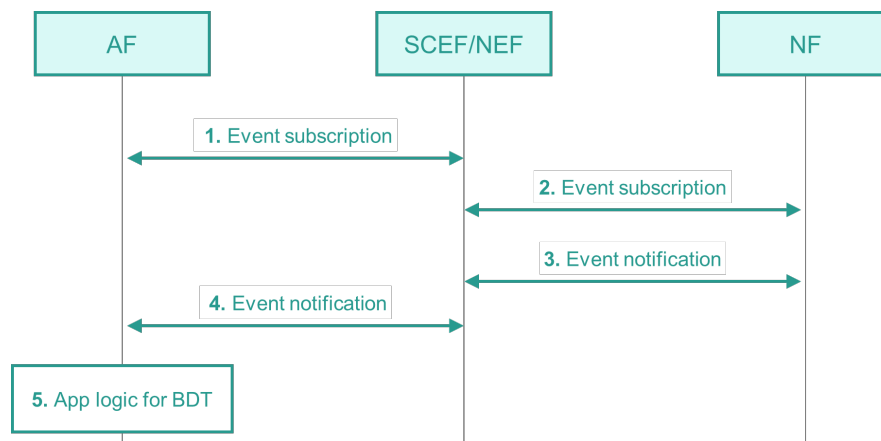 AF
SCEF/NEF
NF
1. Event subscription
2. Event subscription
3. Event notification
4. Event notification
5. App logic for BDT